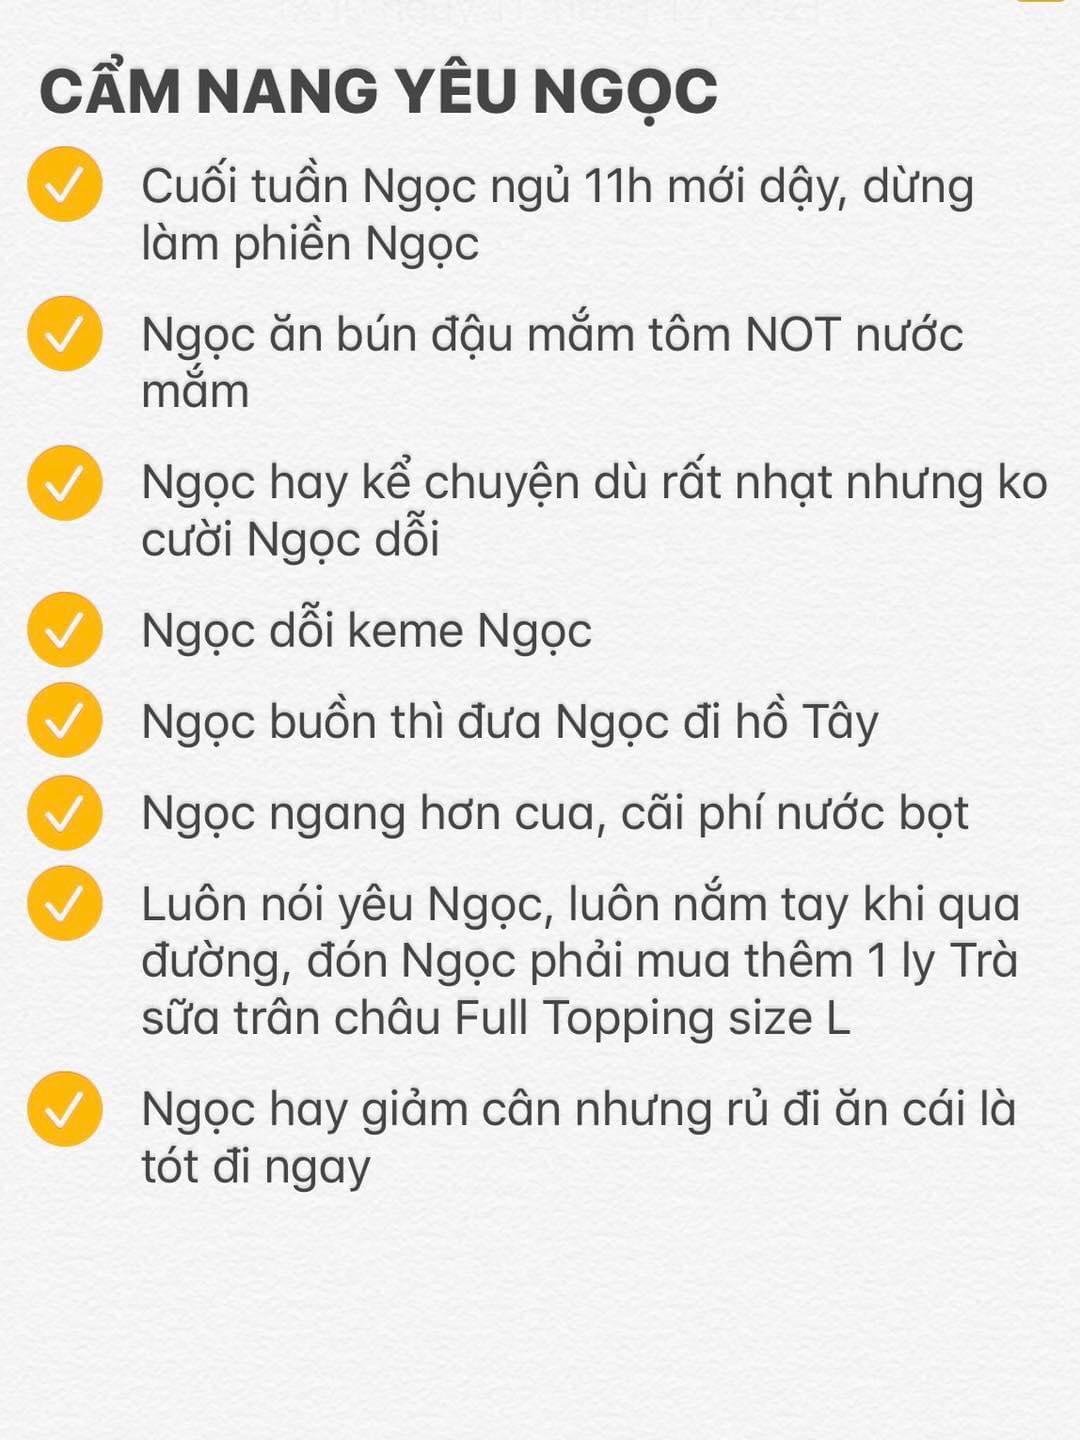 CẨM NANG YÊU NGỌC
Cuối tuần Ngọc ngủ 11h mới dậy, dừng
làm phiền Ngọc
Ngọc ăn bún đậu mắm tôm NOT nước
mắm
Ngọc hay kể chuyện dù rất nhạt nhưng ko
cười Ngọc dỗi
Ngọc dỗi keme Ngọc
Ngọc buồn thì đưa Ngọc đi hồ Tây
Ngọc ngang hơn cua, cãi phí nước bọt
Luôn nói yêu Ngọc, luôn nắm tay khi qua
đường, đón Ngọc phải mua thêm 1 ly Trà
sữa trân châu Full Topping size L
Ngọc hay giảm cân nhưng rủ đi ăn cái là
tót đi ngay